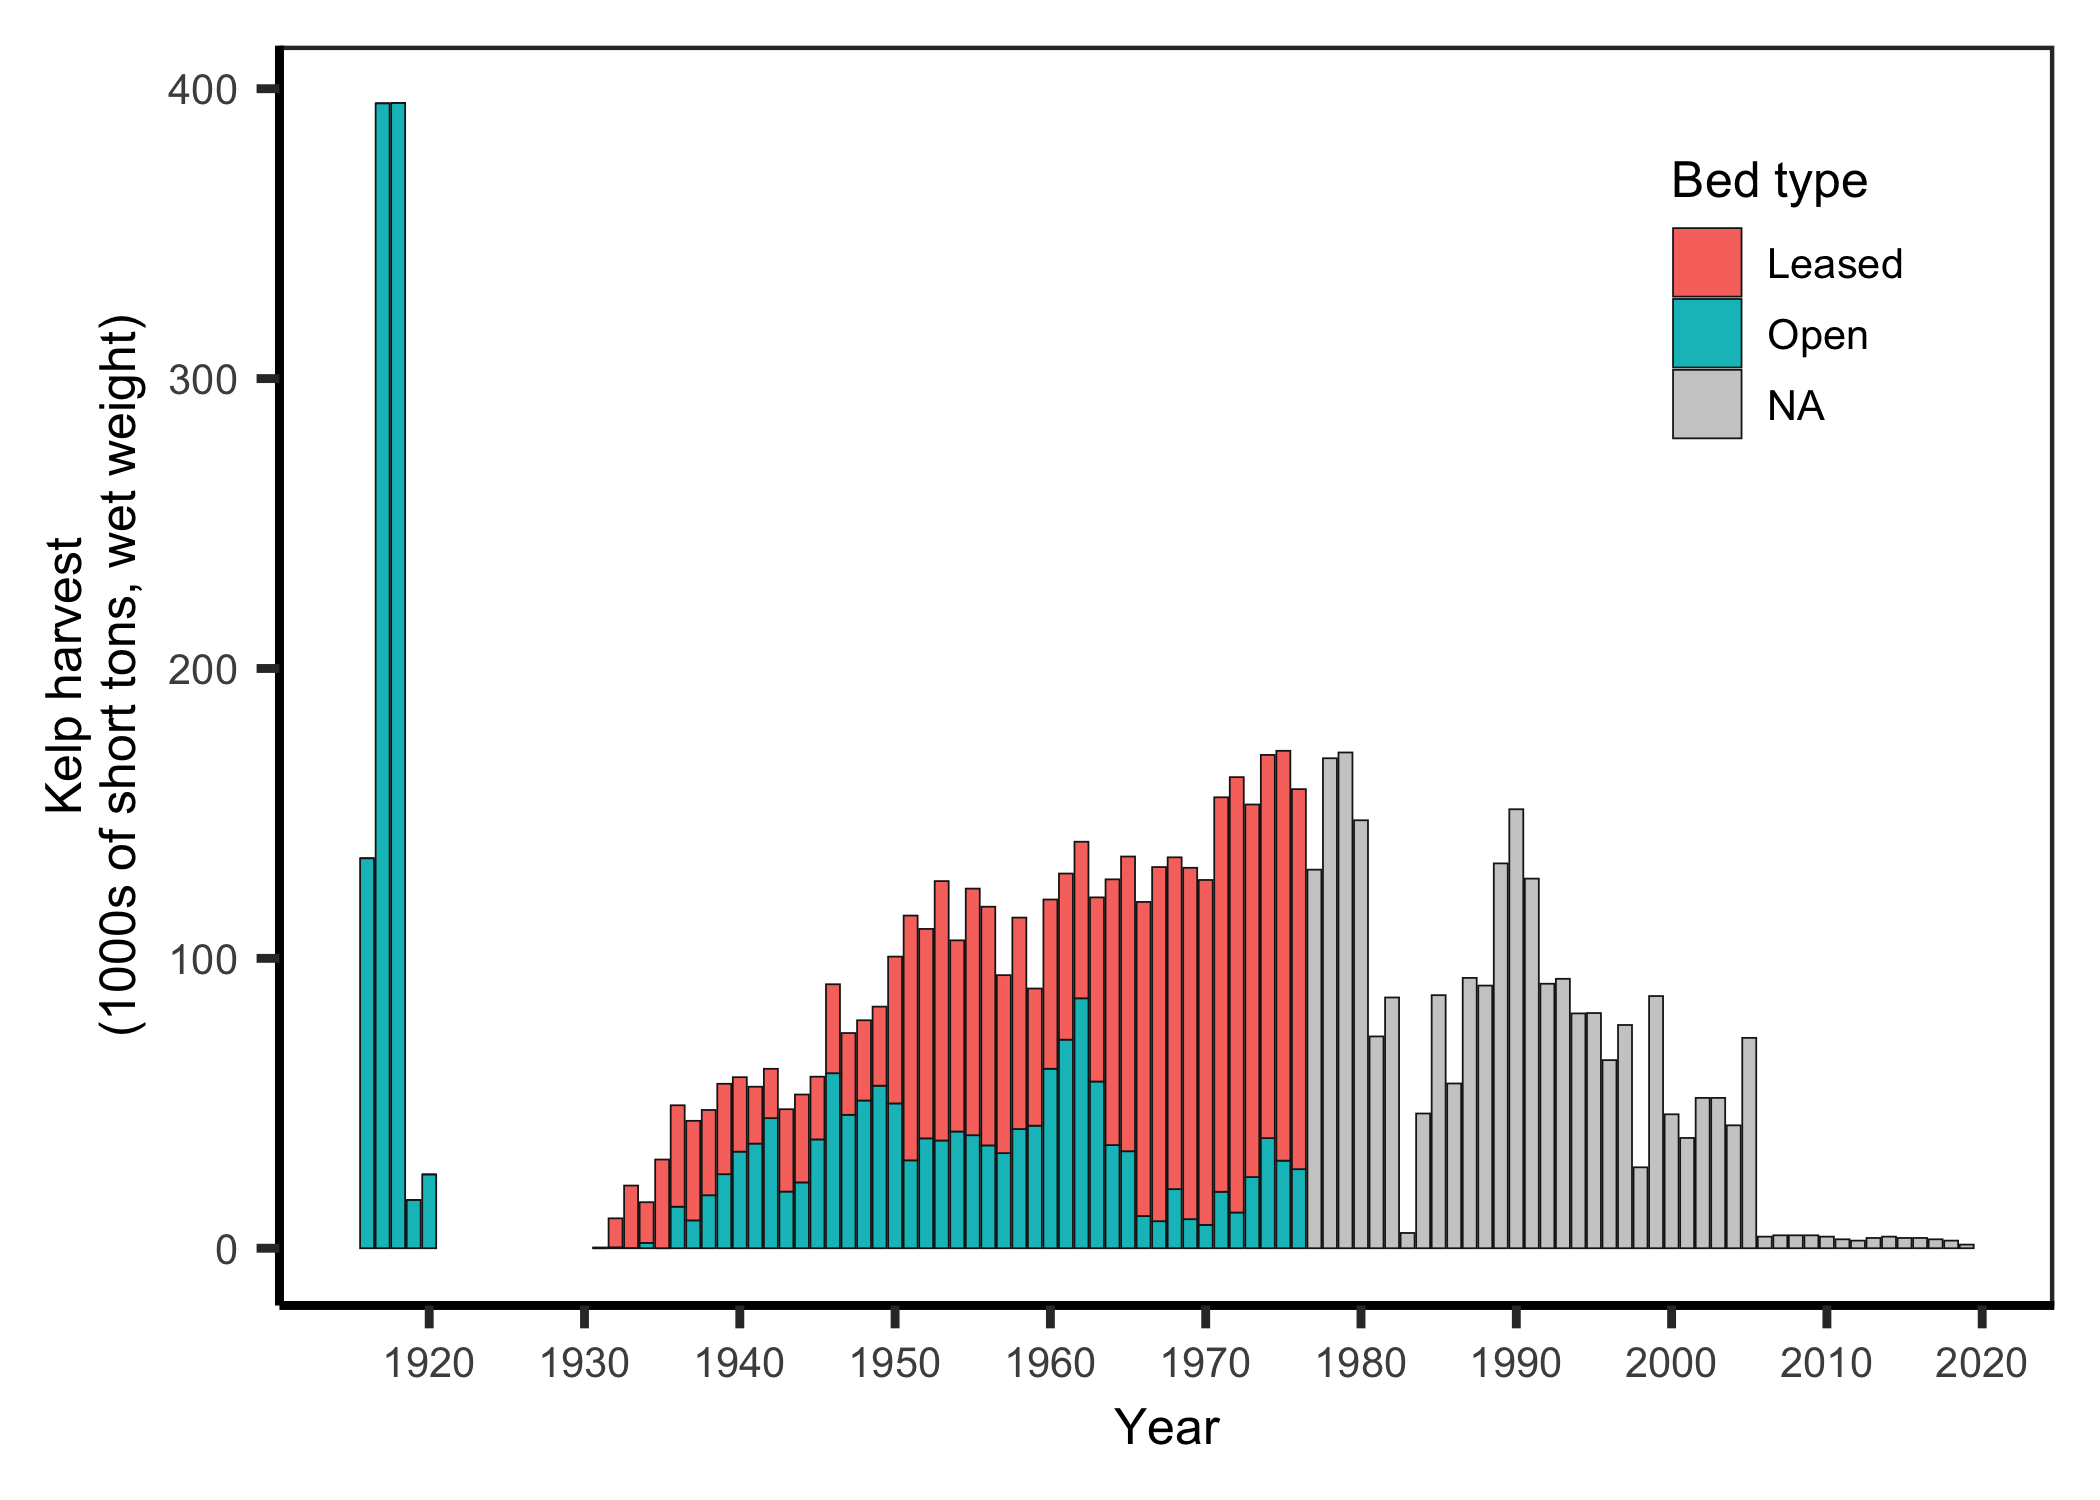 400
300
200
100
0
Kelp harvest
(1000s of short tons, wet weight)
Bed type
Leased
Open
NA
1920 1930 1940 1950 1960 1970 1980 1990 2000 2010 2020
Year